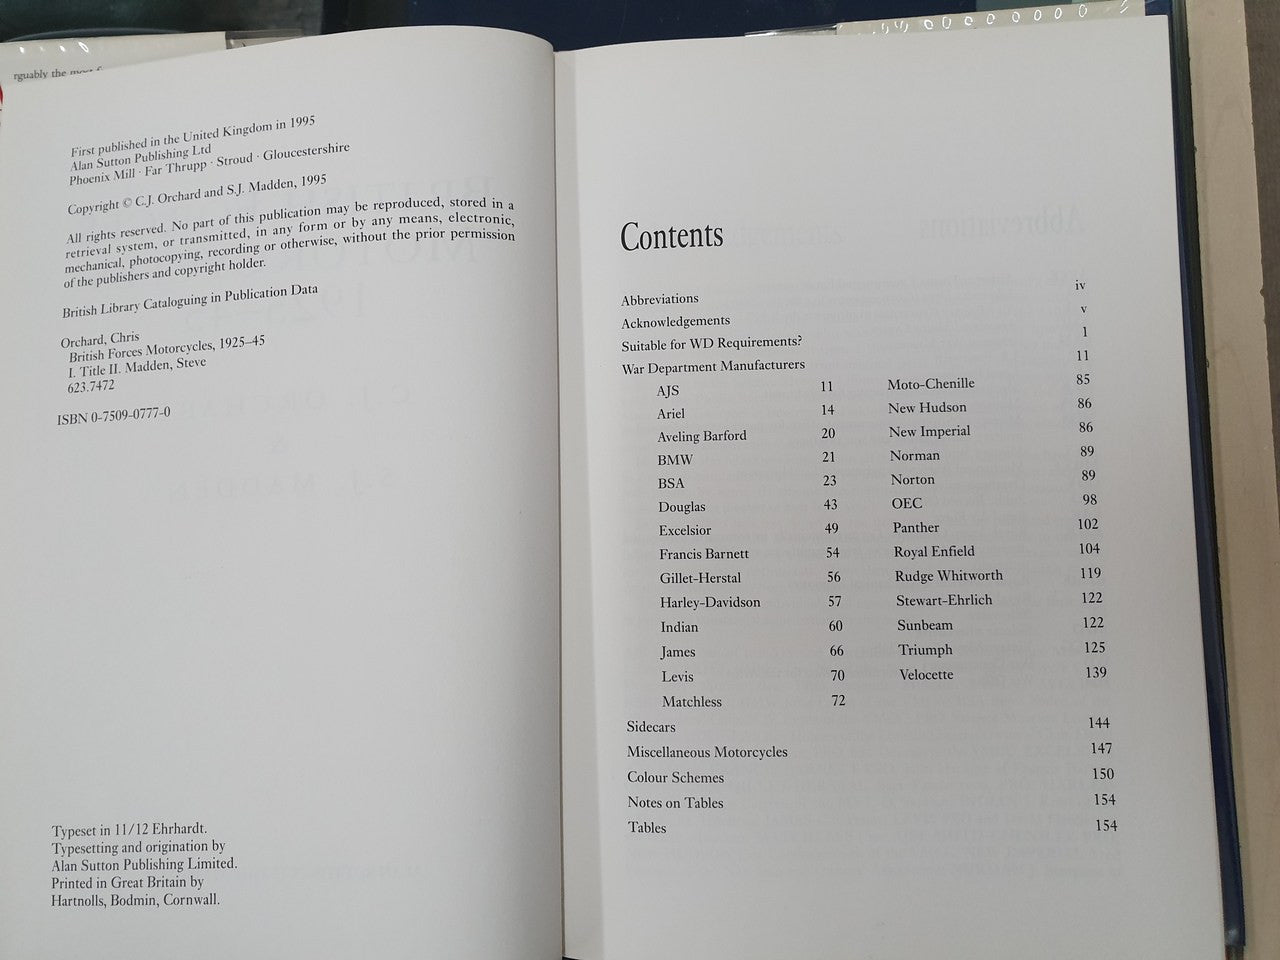 rguably the most f
First published in the United Kingdom in 1995
Alan Sutton Publishing Ltd
Phoenix Mill · Far Thrupp · Stroud · Gloucestershire
Copyright © C.J. Orchard and S.J. Madden, 1995
All rights reserved. No part of this publication may be reproduced, stored in a
retrieval system, or transmitted, in any form or by any means, electronic,
mechanical, photocopying, recording or otherwise, without the prior permission
of the publishers and copyright holder.
British Library Cataloguing in Publication Data
Orchard, Chris
British Forces Motorcycles, 1925–45
I. Title II. Madden, Steve
623.7472
ISBN 0-7509-0777-0
Typeset in 11/12 Ehrhardt.
Typesetting and origination by
Alan Sutton Publishing Limited.
Printed in Great Britain by
Hartnolls, Bodmin, Cornwall.
Contents
Abbreviations iv
Acknowledgements v
Suitable for WD Requirements? 1
War Department Manufacturers 11
AJS 11 Moto-Chenille 85
Ariel 14 New Hudson 86
Aveling Barford 20 New Imperial 86
BMW 21 Norman 89
BSA 23 Norton 89
Douglas 43 OEC 98
Excelsior 49 Panther 102
Francis Barnett 54 Royal Enfield 104
Gillet-Herstal 56 Rudge Whitworth 119
Harley-Davidson 57 Stewart-Ehrlich 122
Indian 60 Sunbeam 122
James 66 Triumph 125
Levis 70 Velocette 139
Matchless 72
Sidecars 144
Miscellaneous Motorcycles 147
Colour Schemes 150
Notes on Tables 154
Tables 154